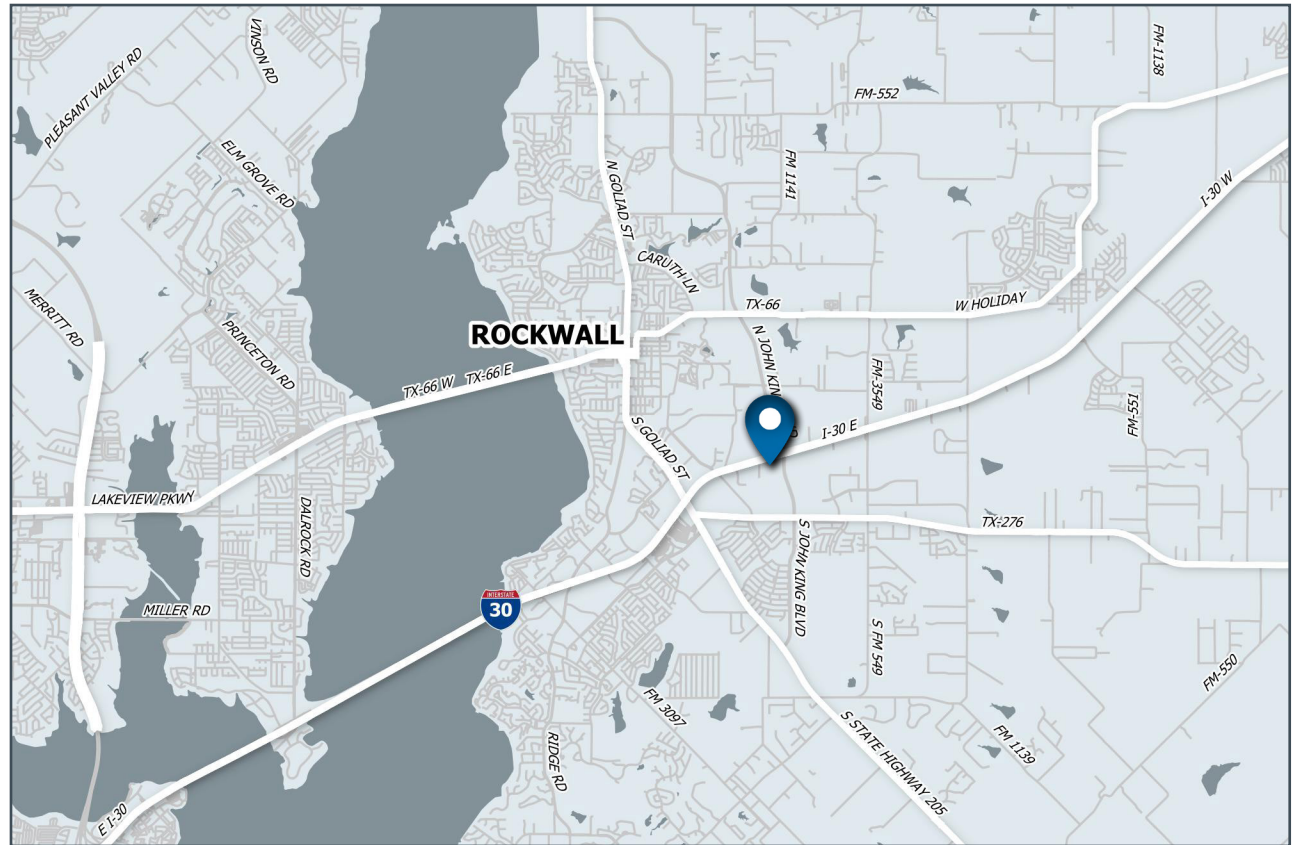 VINSON RD
FM-1138
PLEASANT VALLEY RD
FM-552
ELM GROVE RD
FM 1141
N GOLIAD ST
I-30 W
CARUTH LN
MERRITT RD
TX-66
W HOLIDAY
PRINCETON RD
ROCKWALL
N JOHN KIN
FM-3549
TX-66 W
TX-66 E
FM-551
S GOLIAD ST
I-30 E
LAKEVIEW PKWY
DALROCK RD
TX-276
S JOHN KING BLVD
INTERSTATE
30
MILLER RD
S FM 549
FM-550
FM 3097
S STATE HIGHWAY 205
FM 1139
RIDGE RD
E I-30